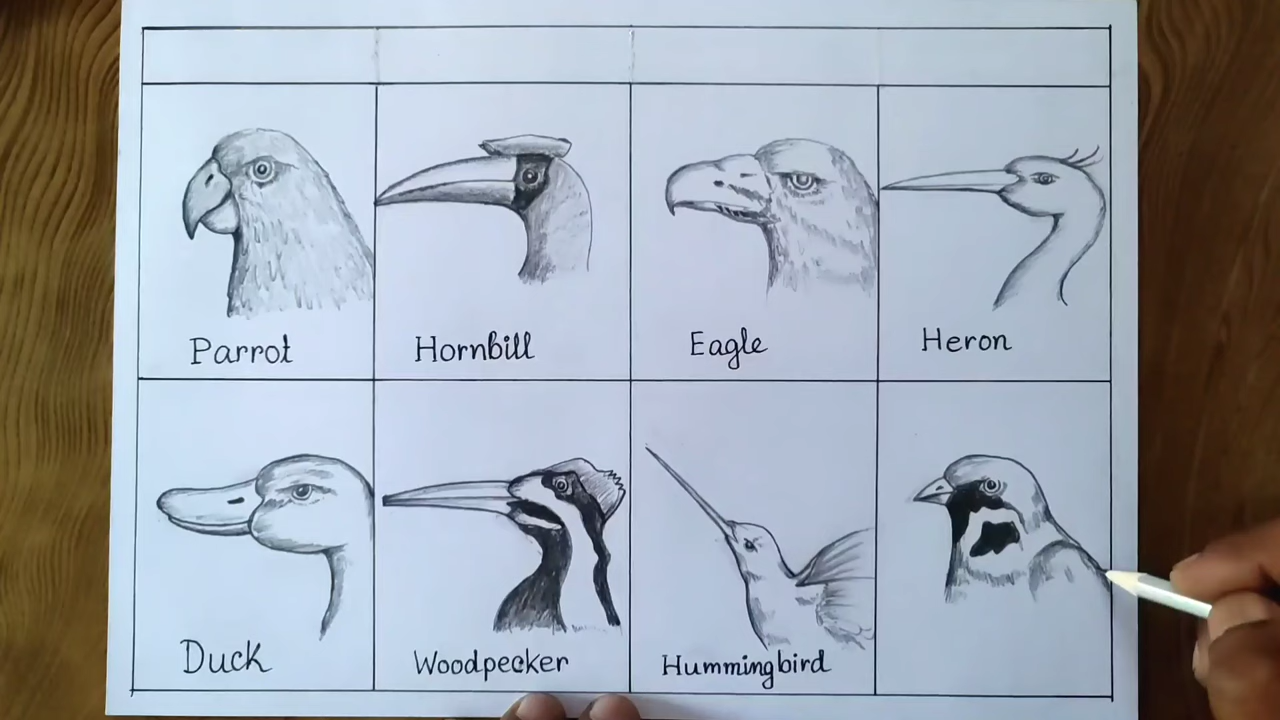 Parrot
Hornbill
Eagle
Heron
Duck
Woodpecker
Hummingbird